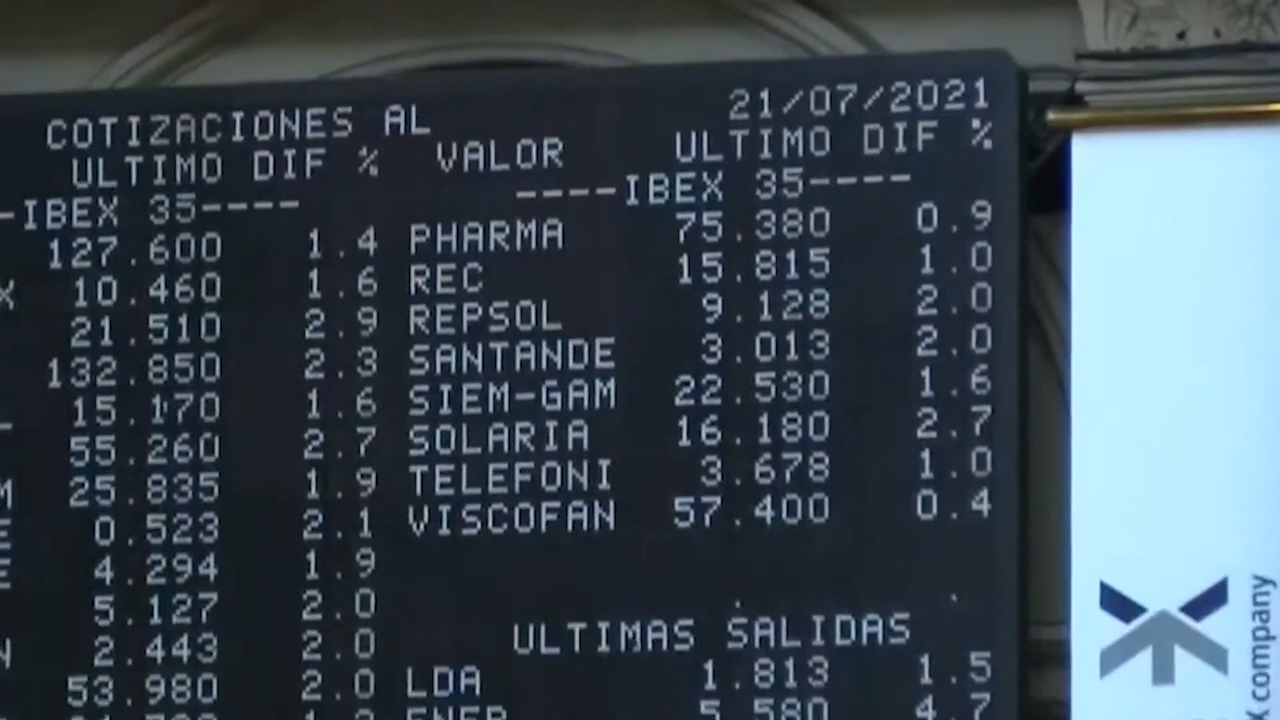 COTIZACIONES AL 21/07/2021
ULTIMO DIF % VALOR ULTIMO DIF %
-IBEX 35---- ----IBEX 35----
127.600 1.4 PHARMA 75.380 0.9
X 10.460 1.6 REC 15.815 1.0
21.510 2.9 REPSOL 9.128 2.0
132.850 2.3 SANTANDE 3.013 2.0
15.170 1.6 SIEM-GAM 22.530 1.6
55.260 2.7 SOLARIA 16.180 2.7
M 25.835 1.9 TELEFONI 3.678 1.0
E 0.523 2.1 VISCOFAN 57.400 0.4
E 4.294 1.9
5.127 2.0
N 2.443 2.0 ULTIMAS SALIDAS
53.980 2.0 LDA 1.813 1.5
5.580 4.7
X company